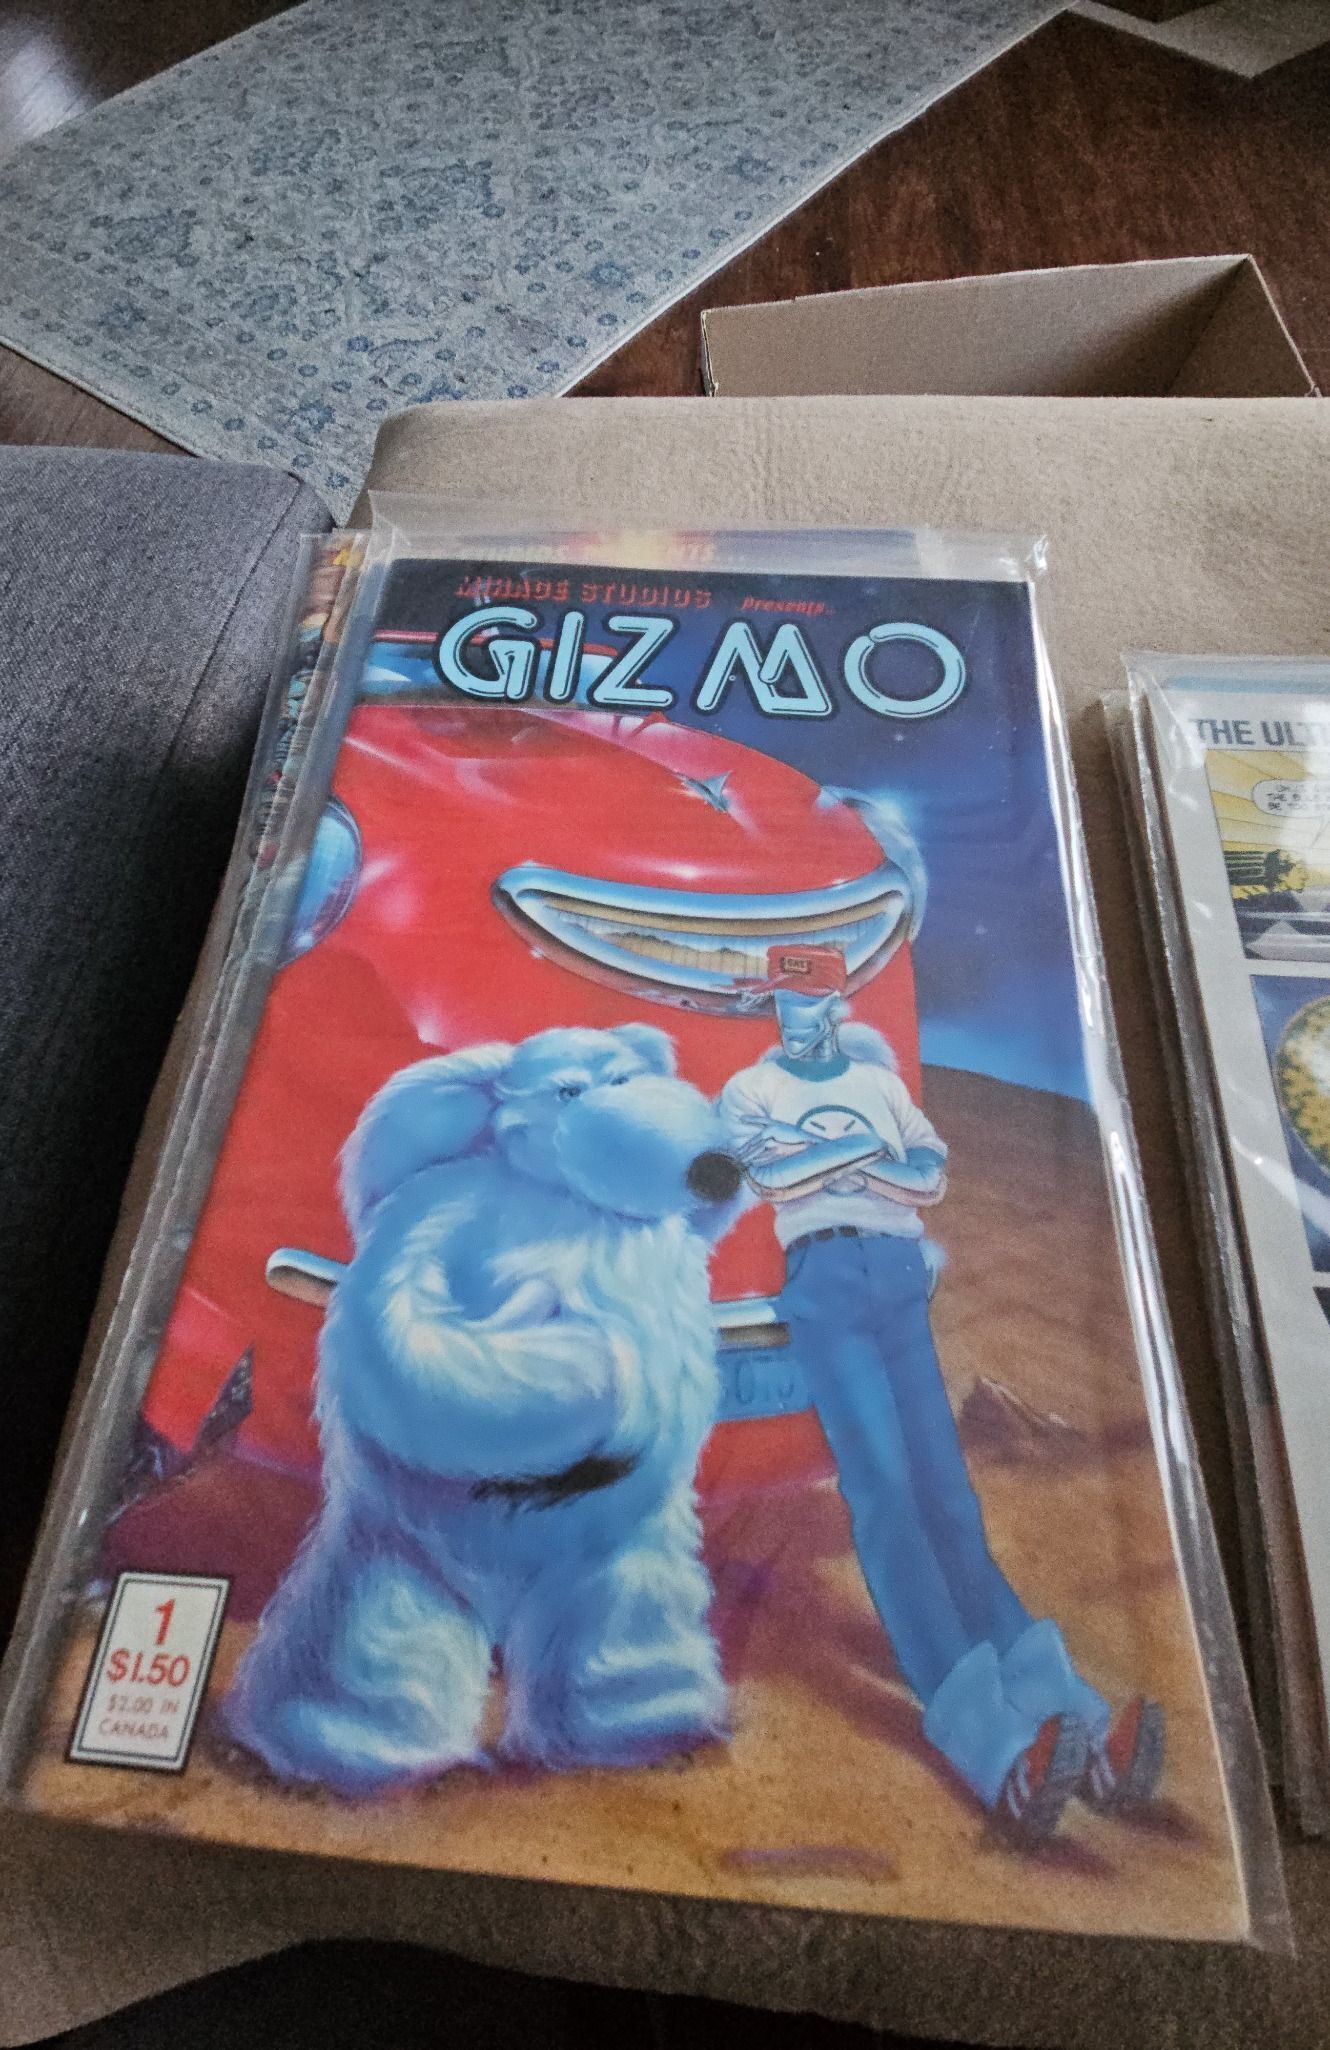 MIRAGE STUDIOS presents...
GIZMO
THE ULT
1
$1.50
$2.00 IN
CANADA